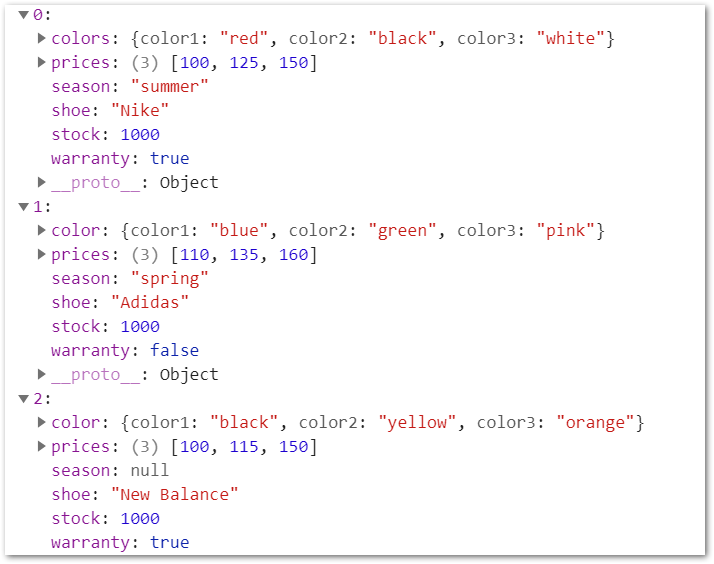 ▼0:
▶colors: {color1: "red", color2: "black", color3: "white"}
▶prices: (3) [100, 125, 150]
season: "summer"
shoe: "Nike"
stock: 1000
warranty: true
▶__proto__: Object
▼1:
▶color: {color1: "blue", color2: "green", color3: "pink"}
▶prices: (3) [110, 135, 160]
season: "spring"
shoe: "Adidas"
stock: 1000
warranty: false
▶__proto__: Object
▼2:
▶color: {color1: "black", color2: "yellow", color3: "orange"}
▶prices: (3) [100, 115, 150]
season: null
shoe: "New Balance"
stock: 1000
warranty: true